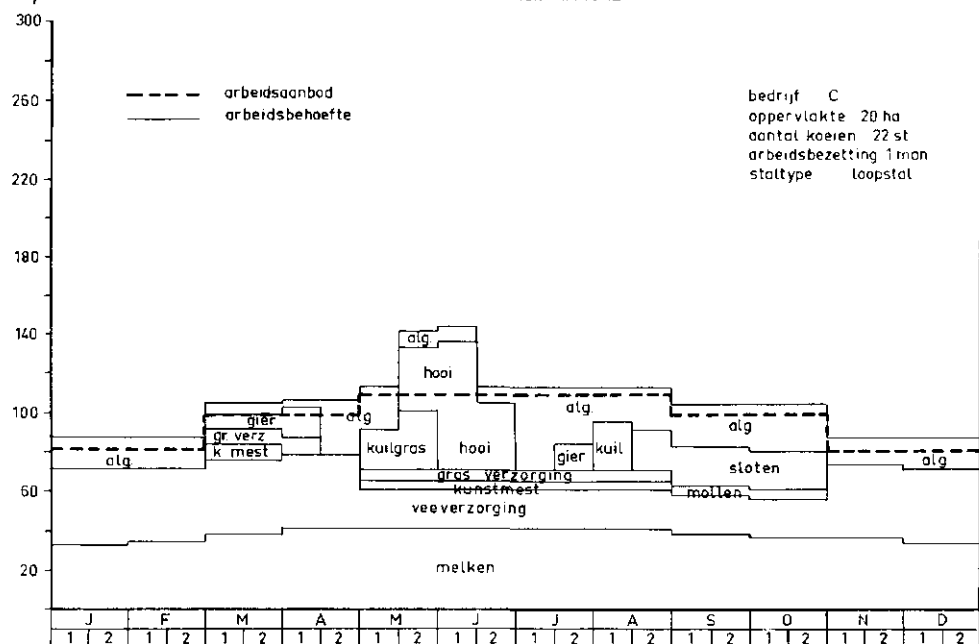 300
260
220
180
140
100
60
20
arbeidsaanbod
arbeidsbehoefte
bedrijf C
oppervlakte 20 ha
aantal koeien 22 st
arbeidsbezetting 1 man
staltype loopstal
alg.
hooi
gier
alg
alg.
alg
gr. verz
k. mest
kuilgras
hooi
gier
kuil
sloten
alg.
alg
gras verzorging
kunstmest
mollen
veeverzorging
melken
J F M A M J J A S O N D
1 2 1 2 1 2 1 2 1 2 1 2 1 2 1 2 1 2 1 2 1 2 1 2